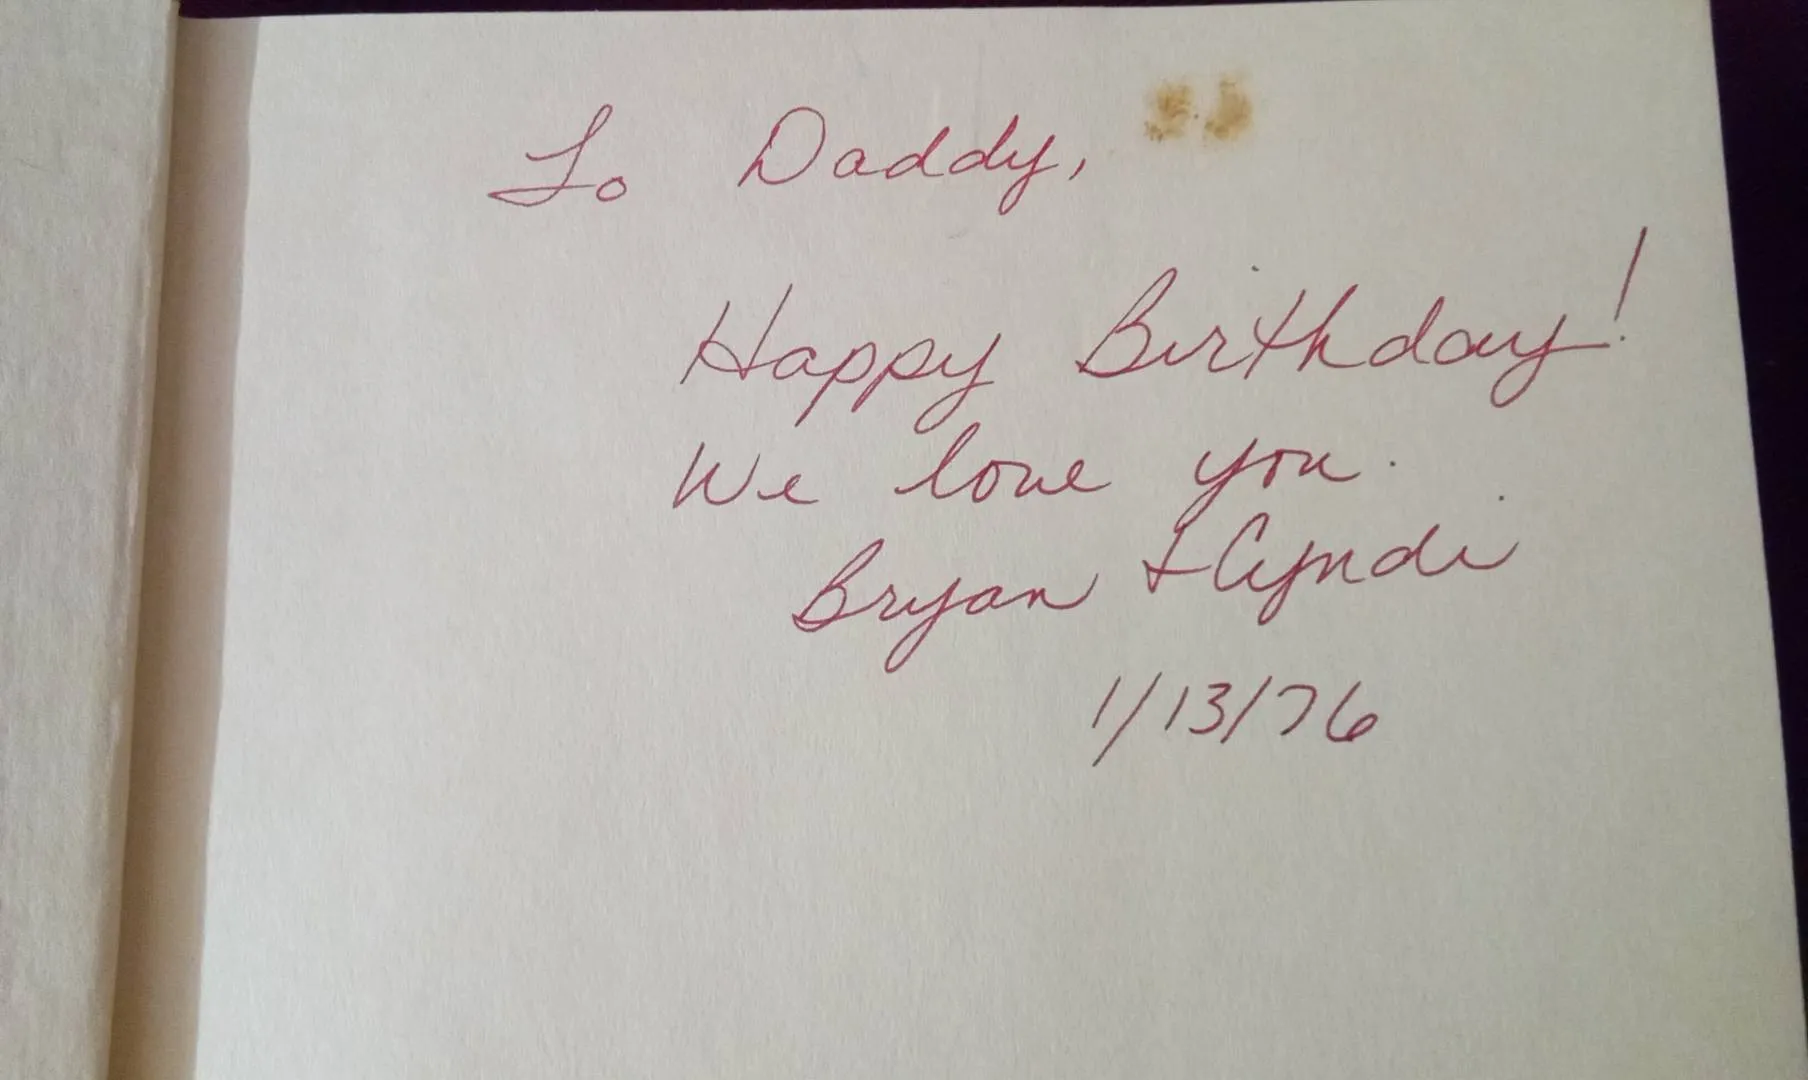 To Daddy,
Happy Birthday!
We love you.
Bryan & Cyndi
1/13/76